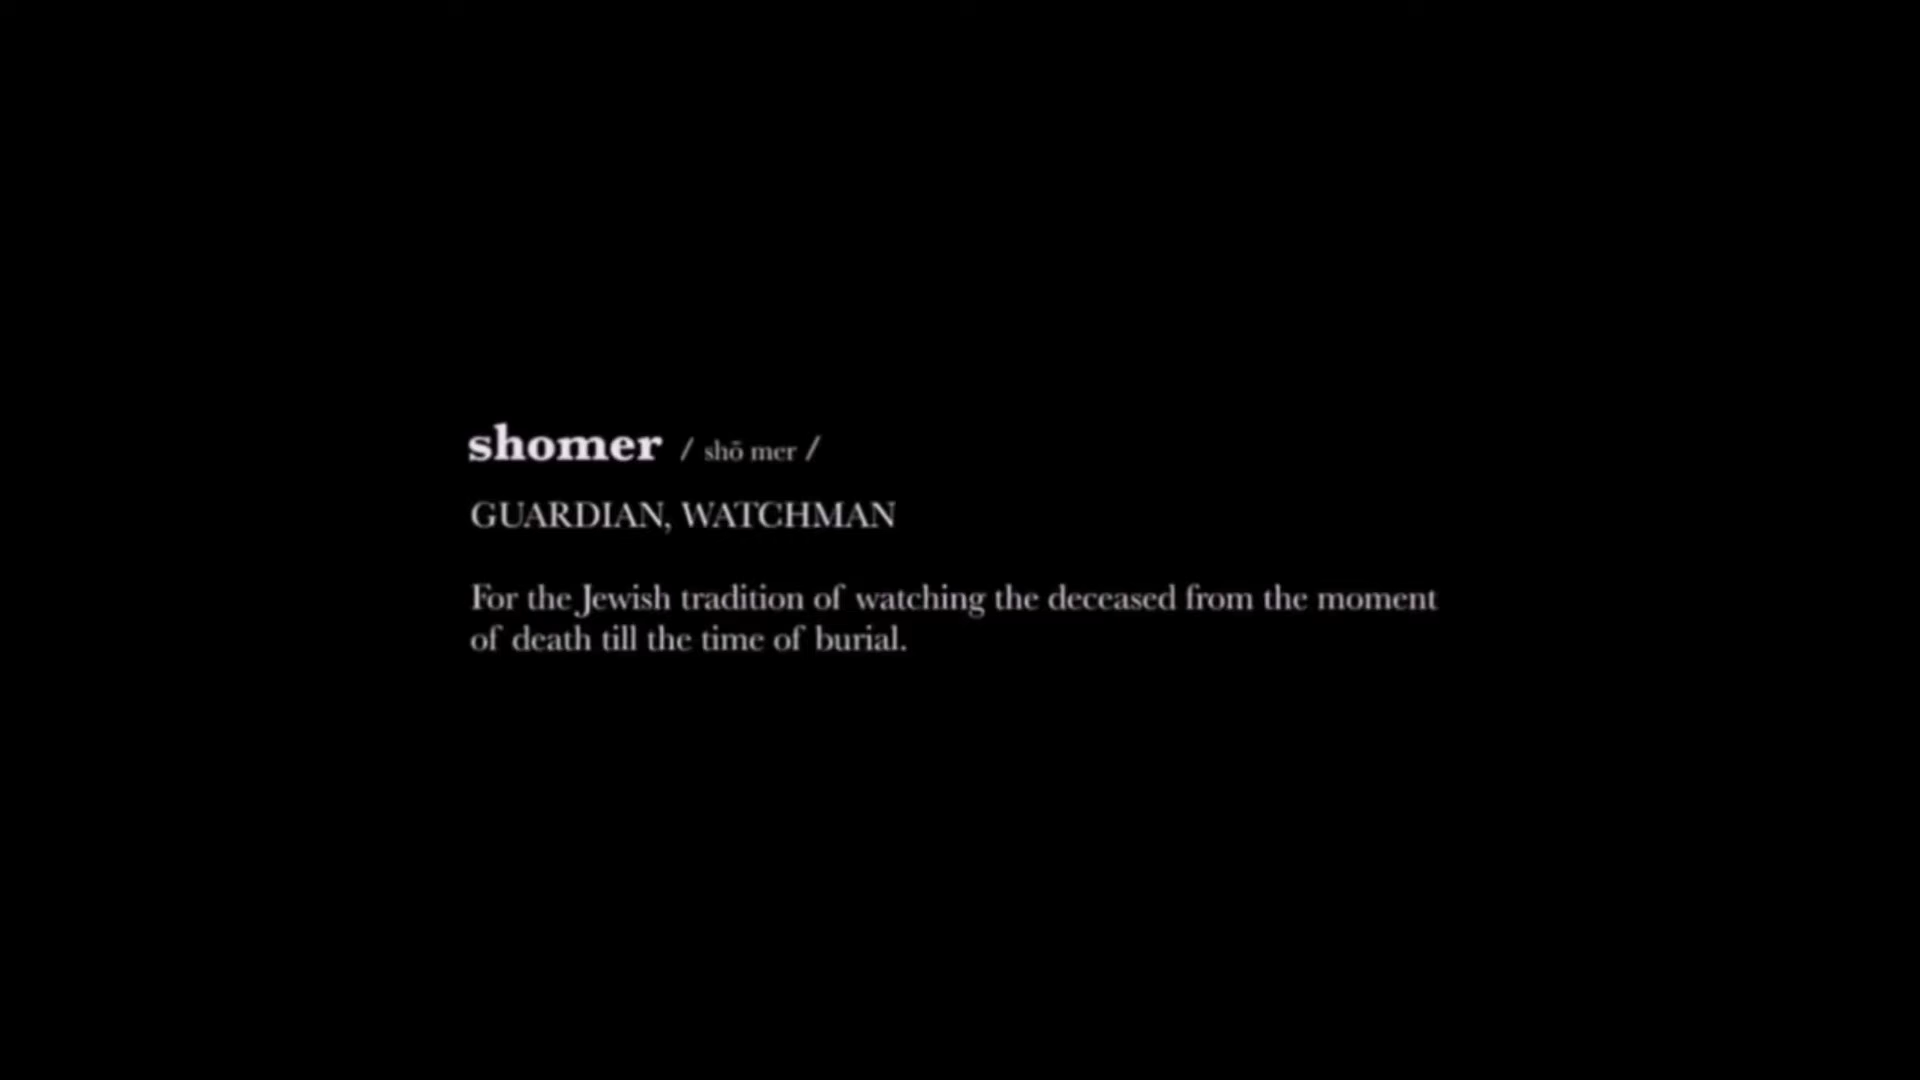 shomer / shō mer /
GUARDIAN, WATCHMAN
For the Jewish tradition of watching the deceased from the moment
of death till the time of burial.